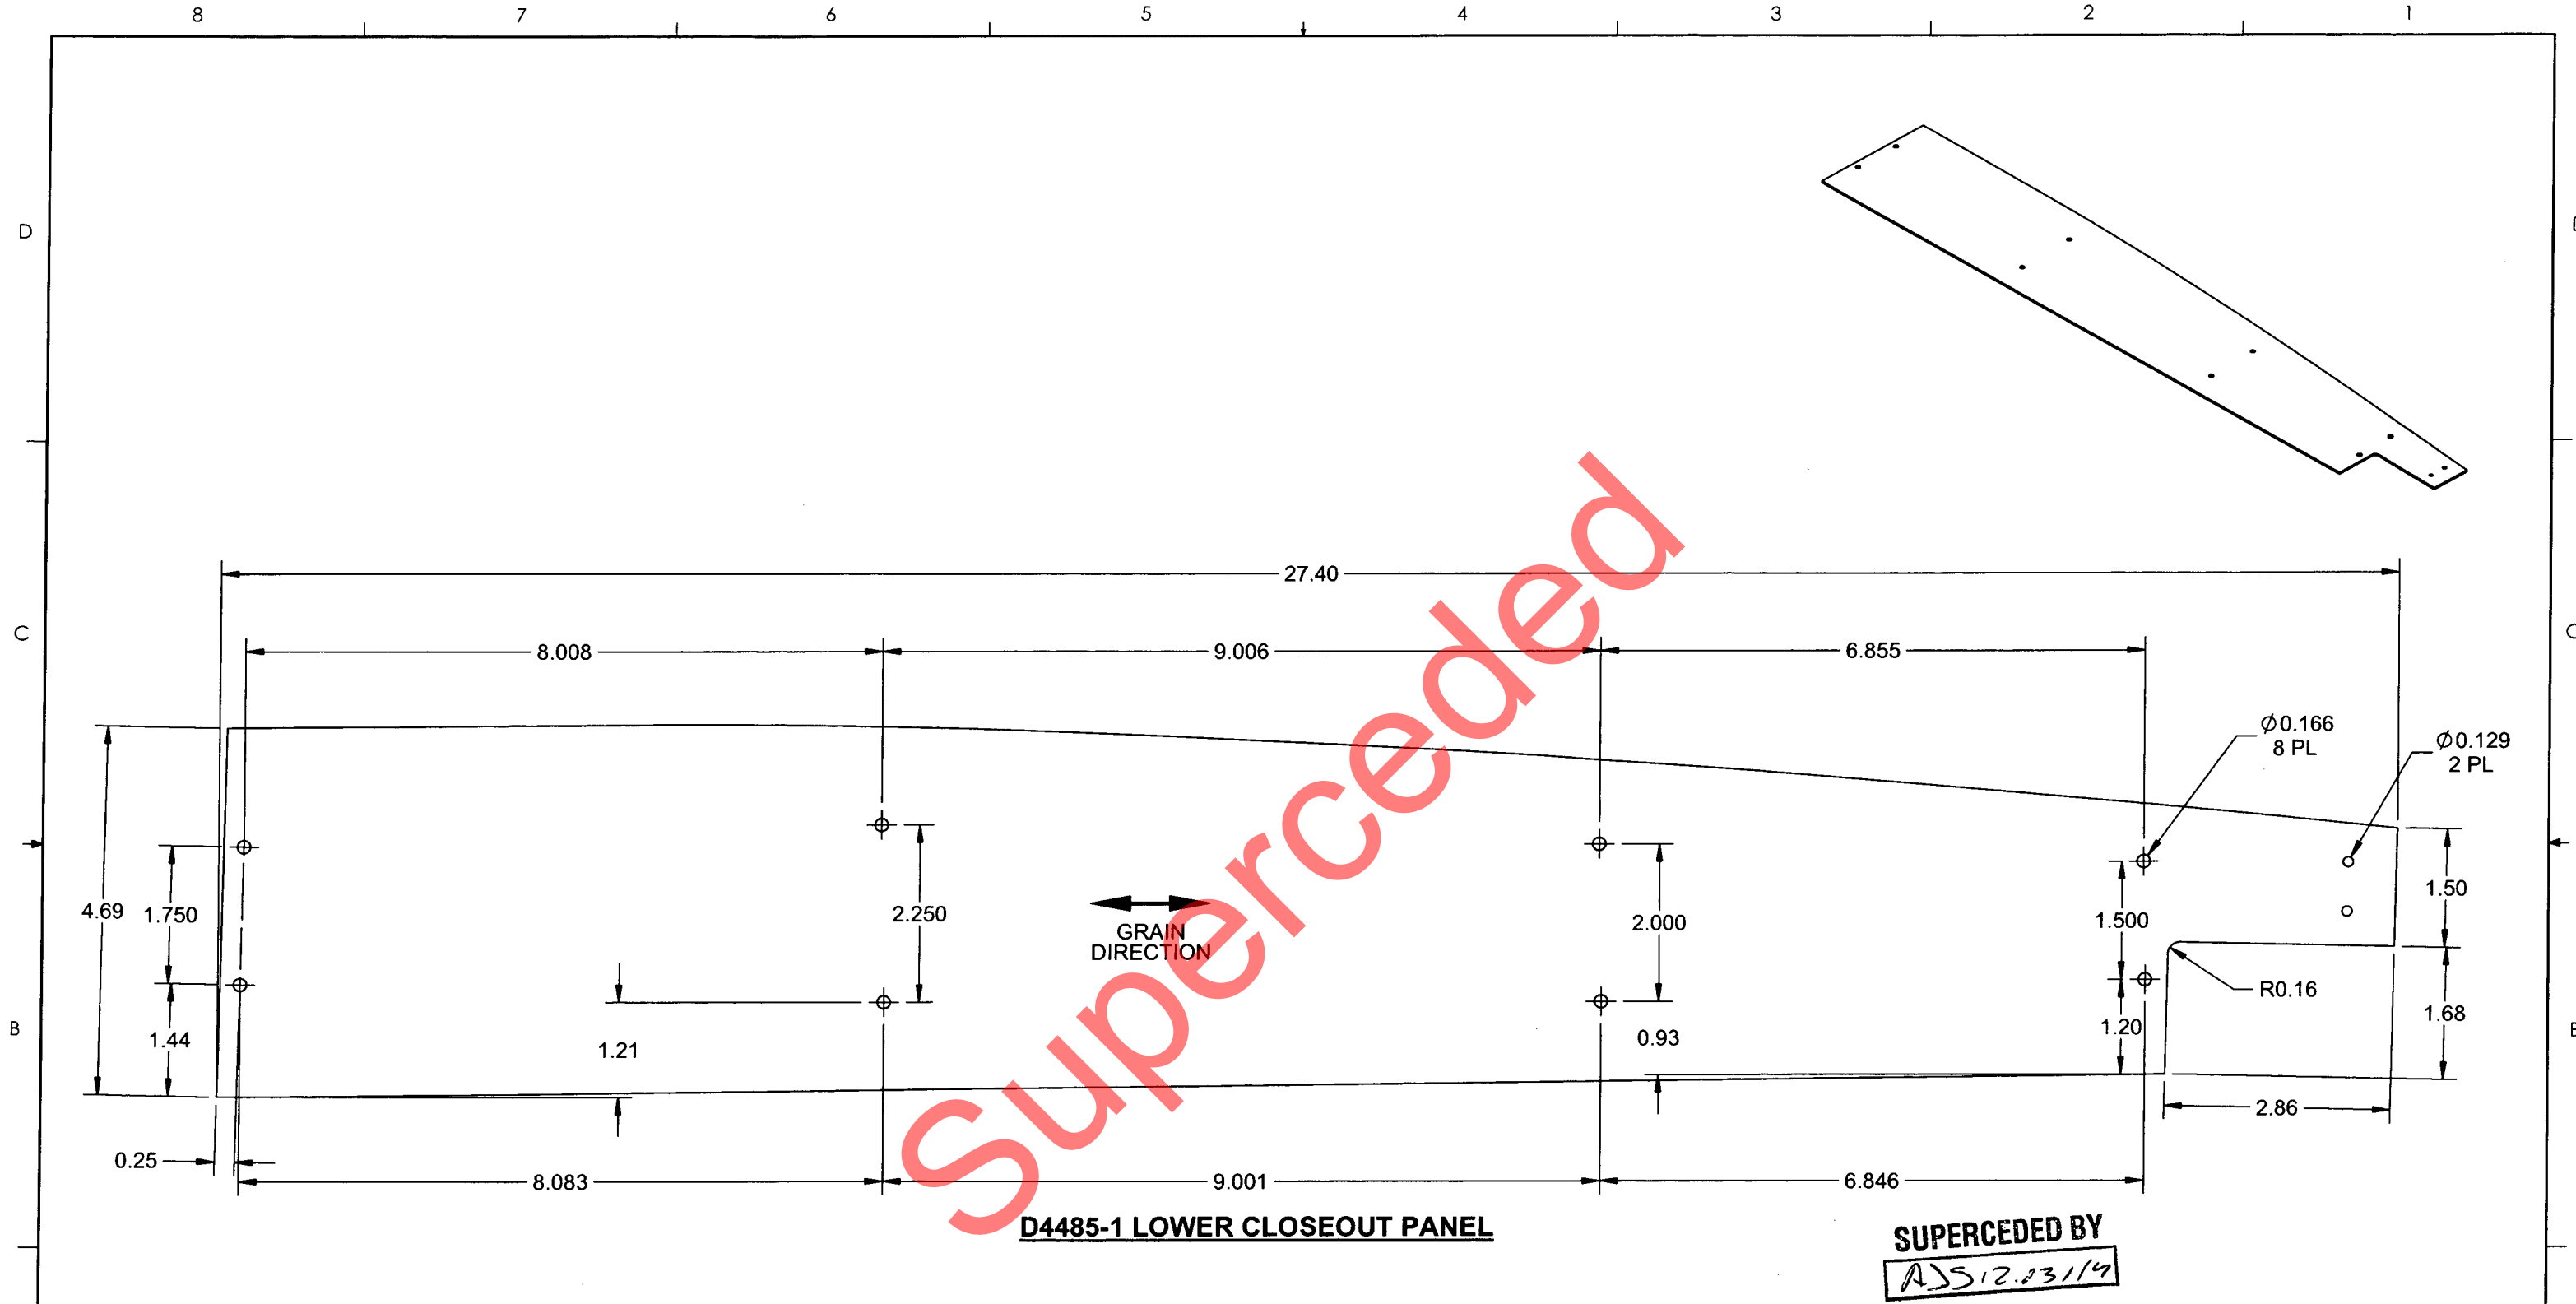 8 7 6 5 4 3 2 1
D
27.40
C
8.008 9.006 6.855
Ø0.166
8 PL
Ø0.129
2 PL
4.69 1.750 2.250 2.000 1.500 1.50
GRAIN
DIRECTION
R0.16
B
1.44 1.21 0.93 1.20 1.68
2.86
0.25
8.083 9.001 6.846
D4485-1 LOWER CLOSEOUT PANEL
SUPERCEDED BY
Superceded